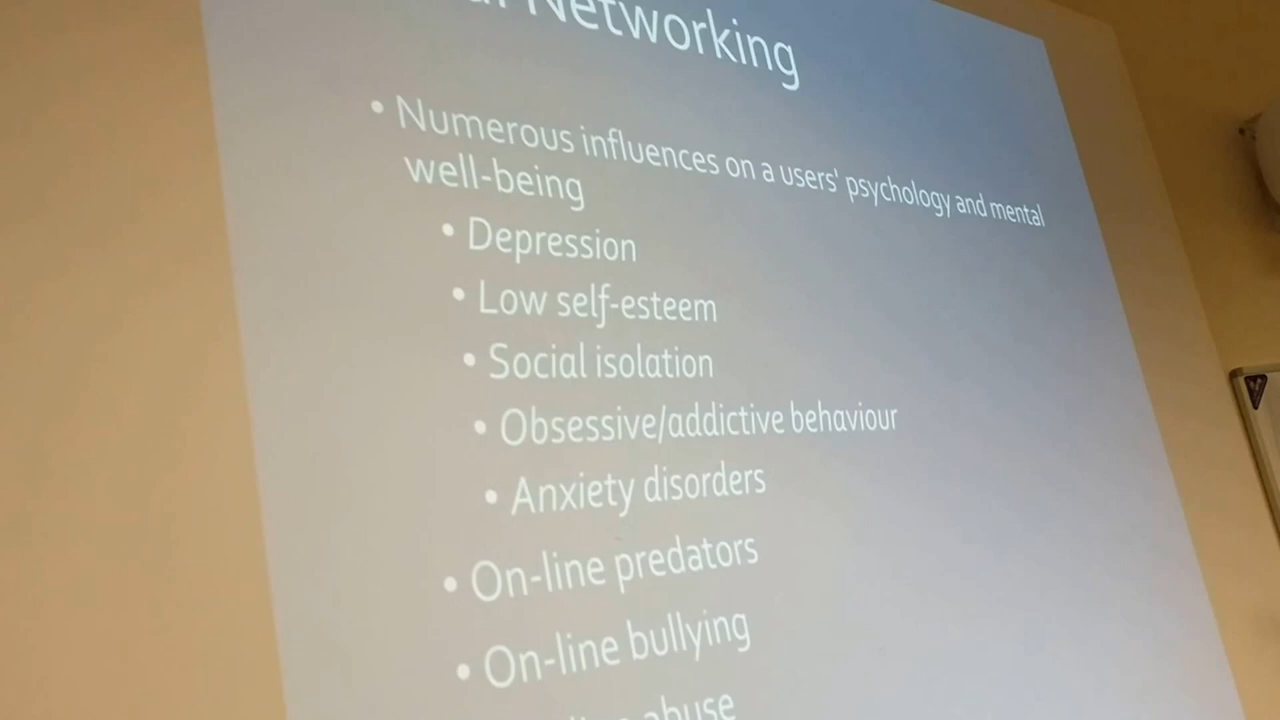 Networking
• Numerous influences on a users' psychology and mental
well-being
• Depression
• Low self-esteem
• Social isolation
• Obsessive/addictive behaviour
• Anxiety disorders
• On-line predators
• On-line bullying
abuse